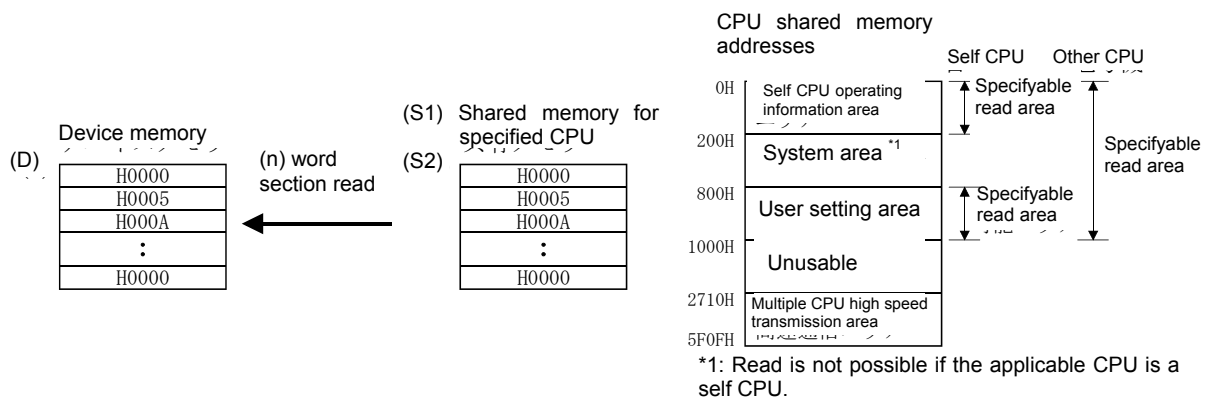 Device memory
(D)
H0000
H0005
H000A
:
H0000
(n) word
section read
(S1) Shared memory for
specified CPU
(S2)
H0000
H0005
H000A
:
H0000
CPU shared memory
addresses
Self CPU Other CPU
0H
Self CPU operating
information area
Specifyable
read area
200H
System area *1
Specifyable
read area
800H
User setting area
Specifyable
read area
1000H
Unusable
2710H
Multiple CPU high speed
transmission area
5F0FH
*1: Read is not possible if the applicable CPU is a
self CPU.